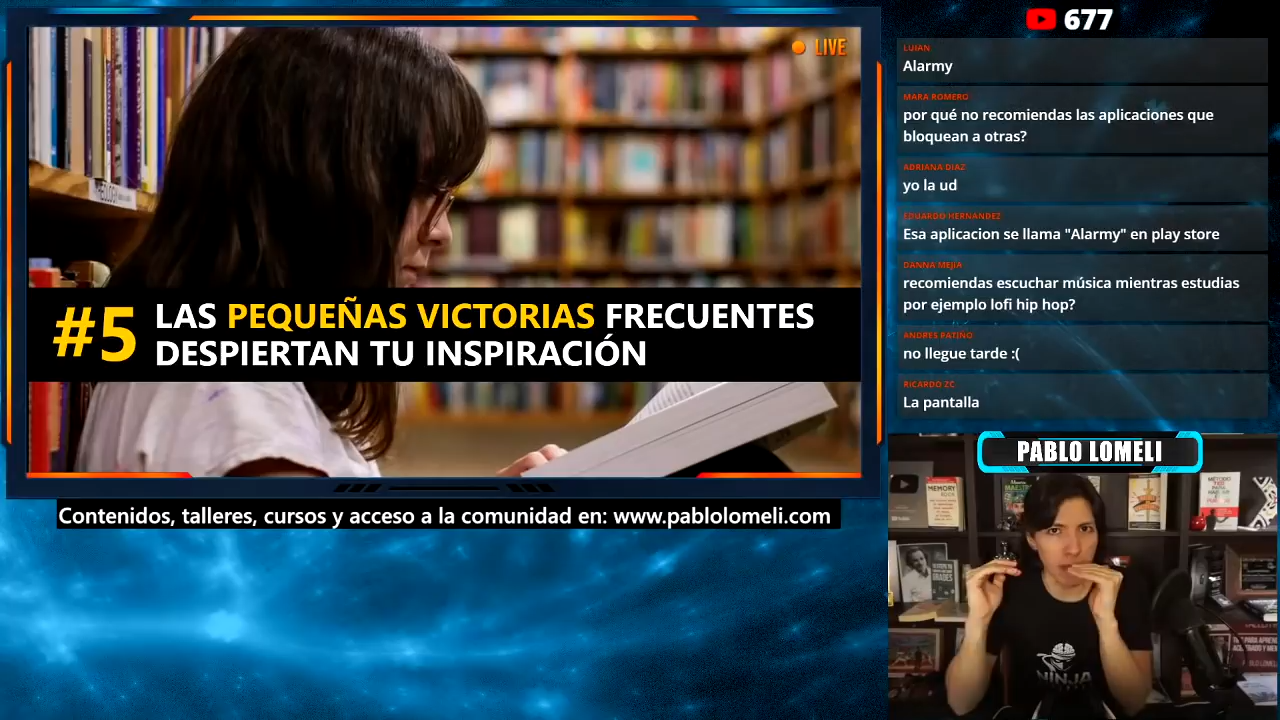 LIVE
#5
LAS PEQUEÑAS VICTORIAS FRECUENTES
DESPIERTAN TU INSPIRACIÓN
Contenidos, talleres, cursos y acceso a la comunidad en: www.pablolomeli.com
677
LUIAN
Alarmy
MARA ROMERO
por qué no recomiendas las aplicaciones que
bloquean a otras?
ADRIANA DIAZ
yo la ud
EDUARDO HERNANDEZ
Esa aplicacion se llama "Alarmy" en play store
DANNA MEJÍA
recomiendas escuchar música mientras estudias
por ejemplo lofi hip hop?
ANDRES PATIÑO
no llegue tarde :(
RICARDO ZC
La pantalla
PABLO LOMELI
MEMORY
NINJA